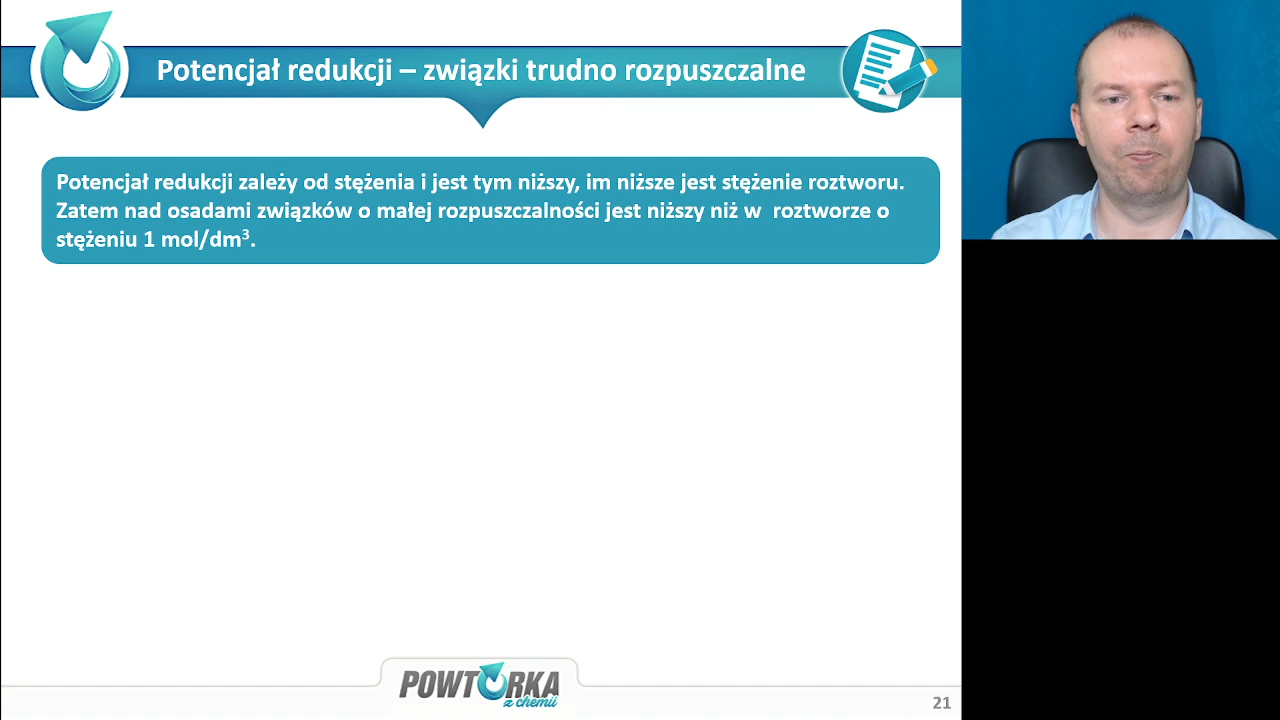 Potencjał redukcji – związki trudno rozpuszczalne
Potencjał redukcji zależy od stężenia i jest tym niższy, im niższe jest stężenie roztworu.
Zatem nad osadami związków o małej rozpuszczalności jest niższy niż w  roztworze o
stężeniu 1 mol/dm³.
POWTÓRKA
z chemii
21